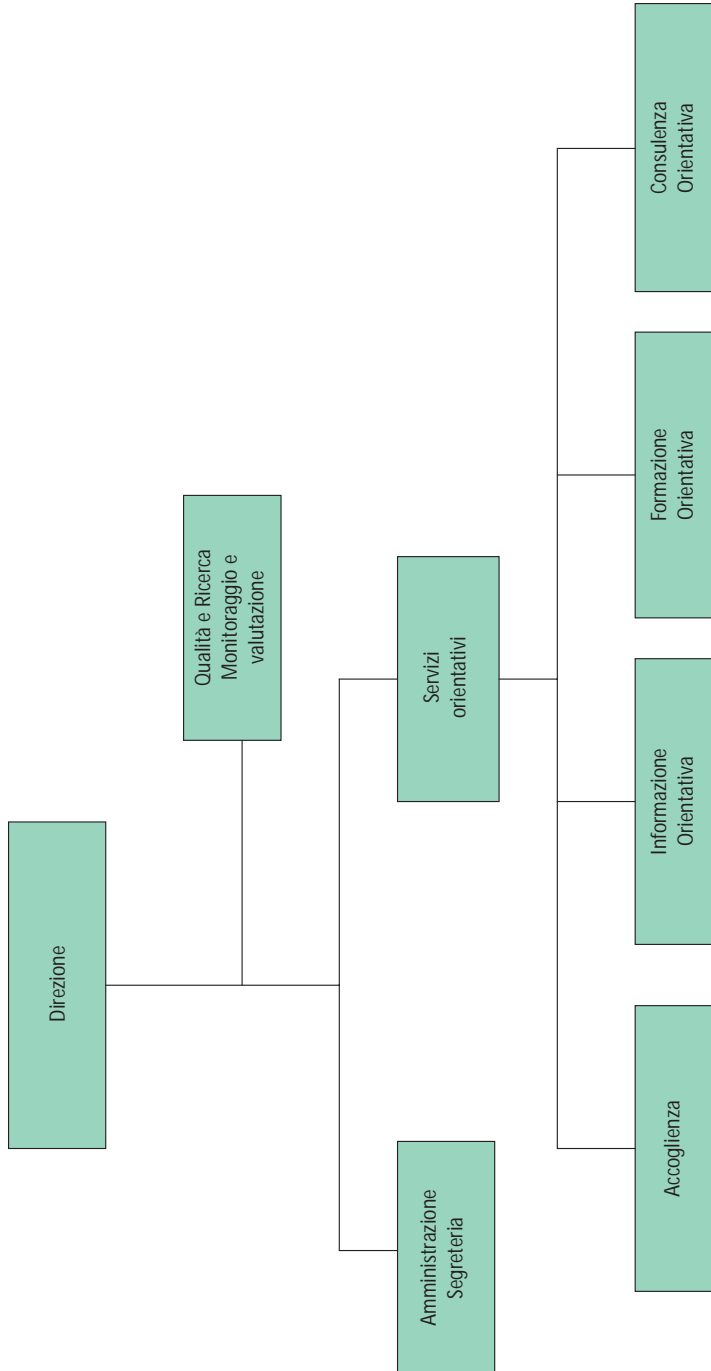 Direzione
Qualità e Ricerca
Monitoraggio e
valutazione
Amministrazione
Segreteria
Servizi
orientativi
Accoglienza
Informazione
Orientativa
Formazione
Orientativa
Consulenza
Orientativa